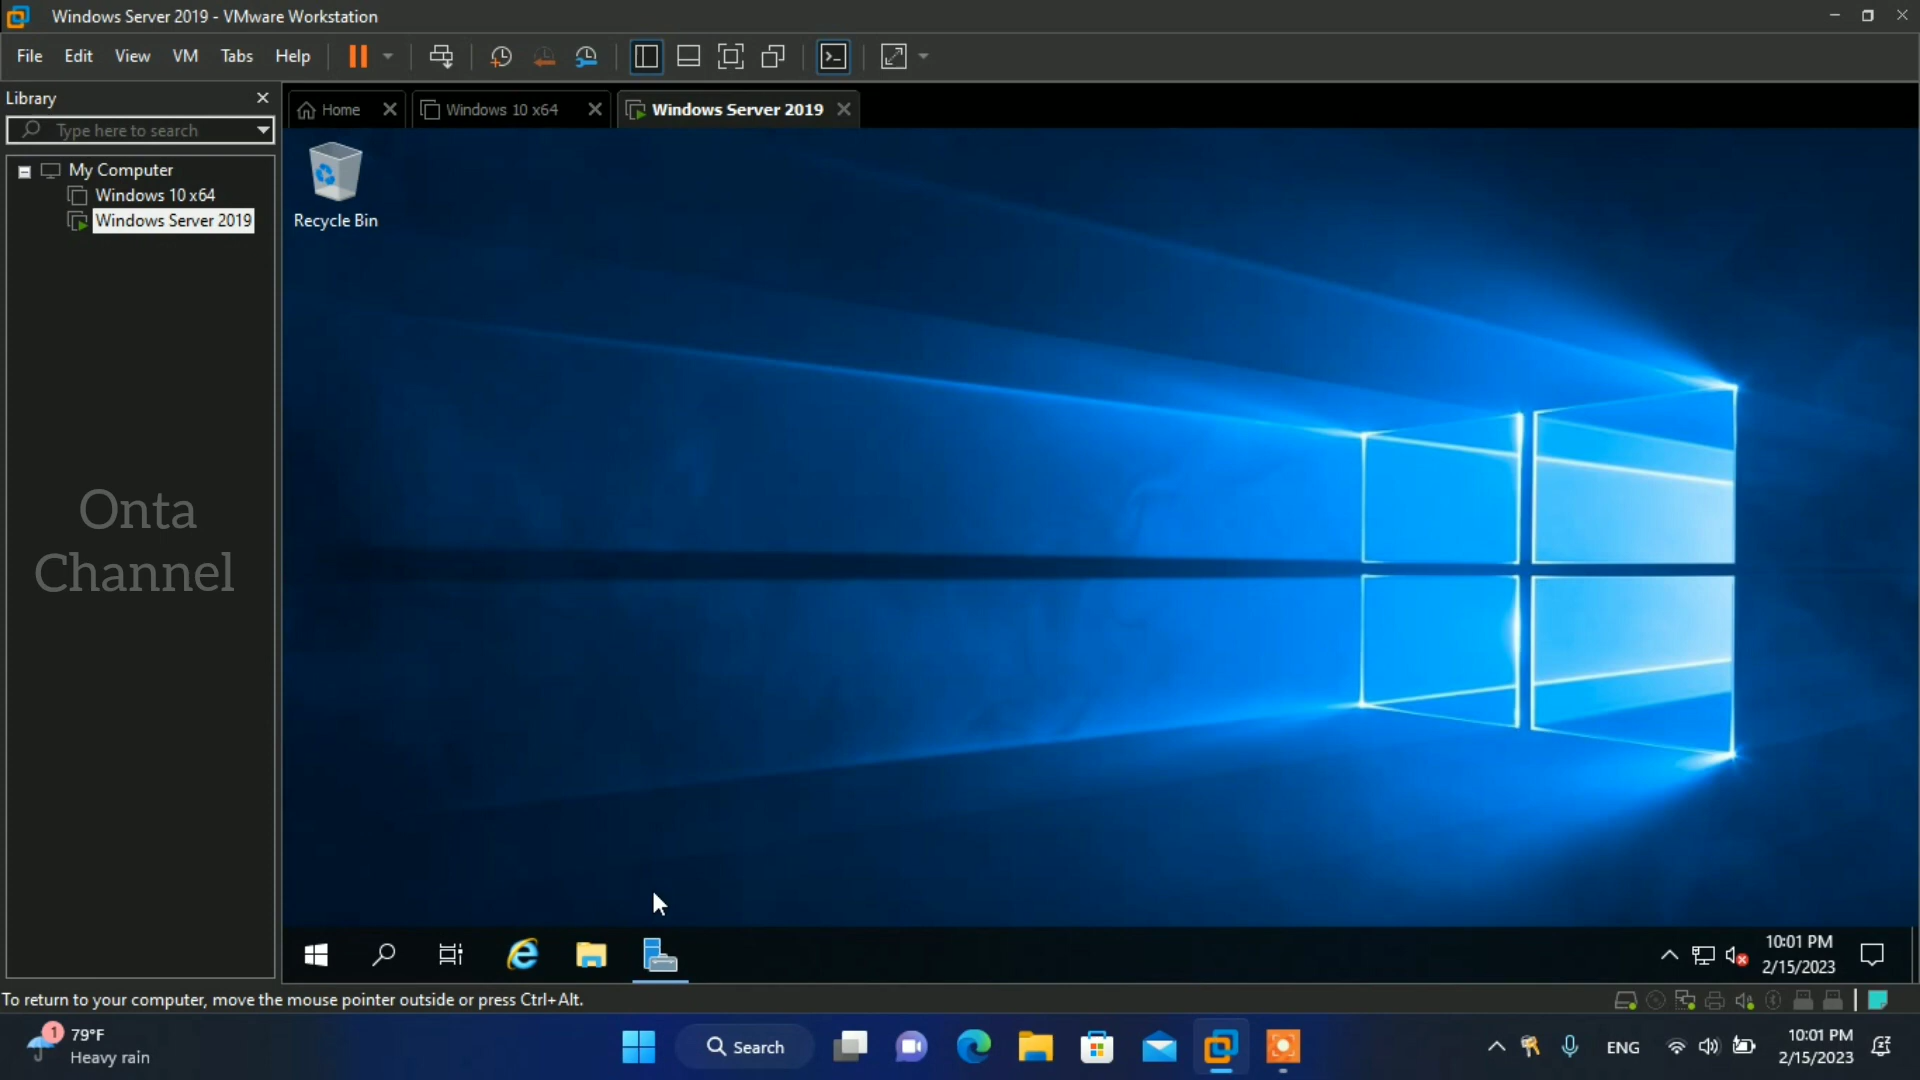 Windows Server 2019 - VMware Workstation
File Edit View VM Tabs Help
Library
Type here to search
My Computer
Windows 10 x64
Windows Server 2019
Home
Windows 10 x64
Windows Server 2019
Recycle Bin
Onta
Channel
10:01 PM
2/15/2023
To return to your computer, move the mouse pointer outside or press Ctrl+Alt.
1
79°F
Heavy rain
Search
ENG
10:01 PM
2/15/2023